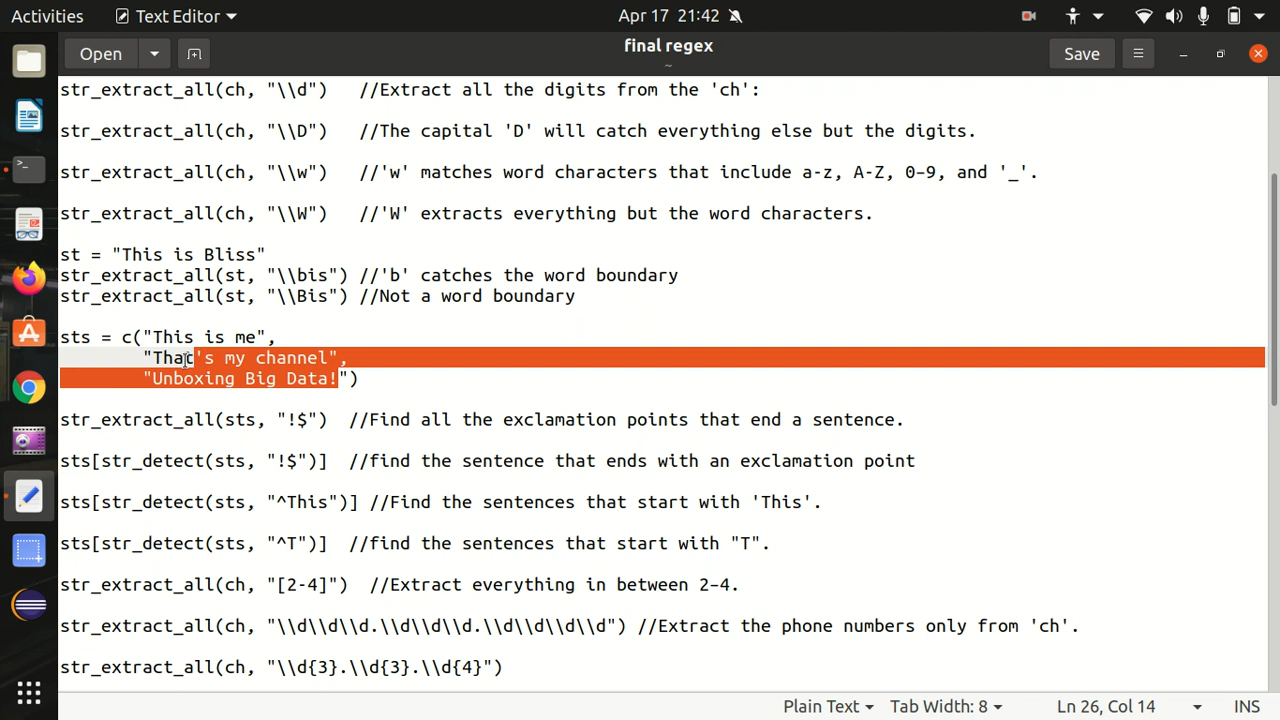 Activities Text Editor Apr 17 21:42
Open final regex Save
~
str_extract_all(ch, "\\d")   //Extract all the digits from the 'ch':
str_extract_all(ch, "\\D")   //The capital 'D' will catch everything else but the digits.
str_extract_all(ch, "\\w")   //'w' matches word characters that include a-z, A-Z, 0-9, and '_'.
str_extract_all(ch, "\\W")   //'W' extracts everything but the word characters.
st = "This is Bliss"
str_extract_all(st, "\\bis") //'b' catches the word boundary
str_extract_all(st, "\\Bis") //Not a word boundary
sts = c("This is me",
        "That's my channel",
        "Unboxing Big Data!")
str_extract_all(sts, "!$")  //Find all the exclamation points that end a sentence.
sts[str_detect(sts, "!$")]  //find the sentence that ends with an exclamation point
sts[str_detect(sts, "^This")] //Find the sentences that start with 'This'.
sts[str_detect(sts, "^T")]  //find the sentences that start with "T".
str_extract_all(ch, "[2-4]")  //Extract everything in between 2-4.
str_extract_all(ch, "\\d\\d\\d.\\d\\d\\d.\\d\\d\\d\\d") //Extract the phone numbers only from 'ch'.
str_extract_all(ch, "\\d{3}.\\d{3}.\\d{4}")
Plain Text Tab Width: 8 Ln 26, Col 14 INS